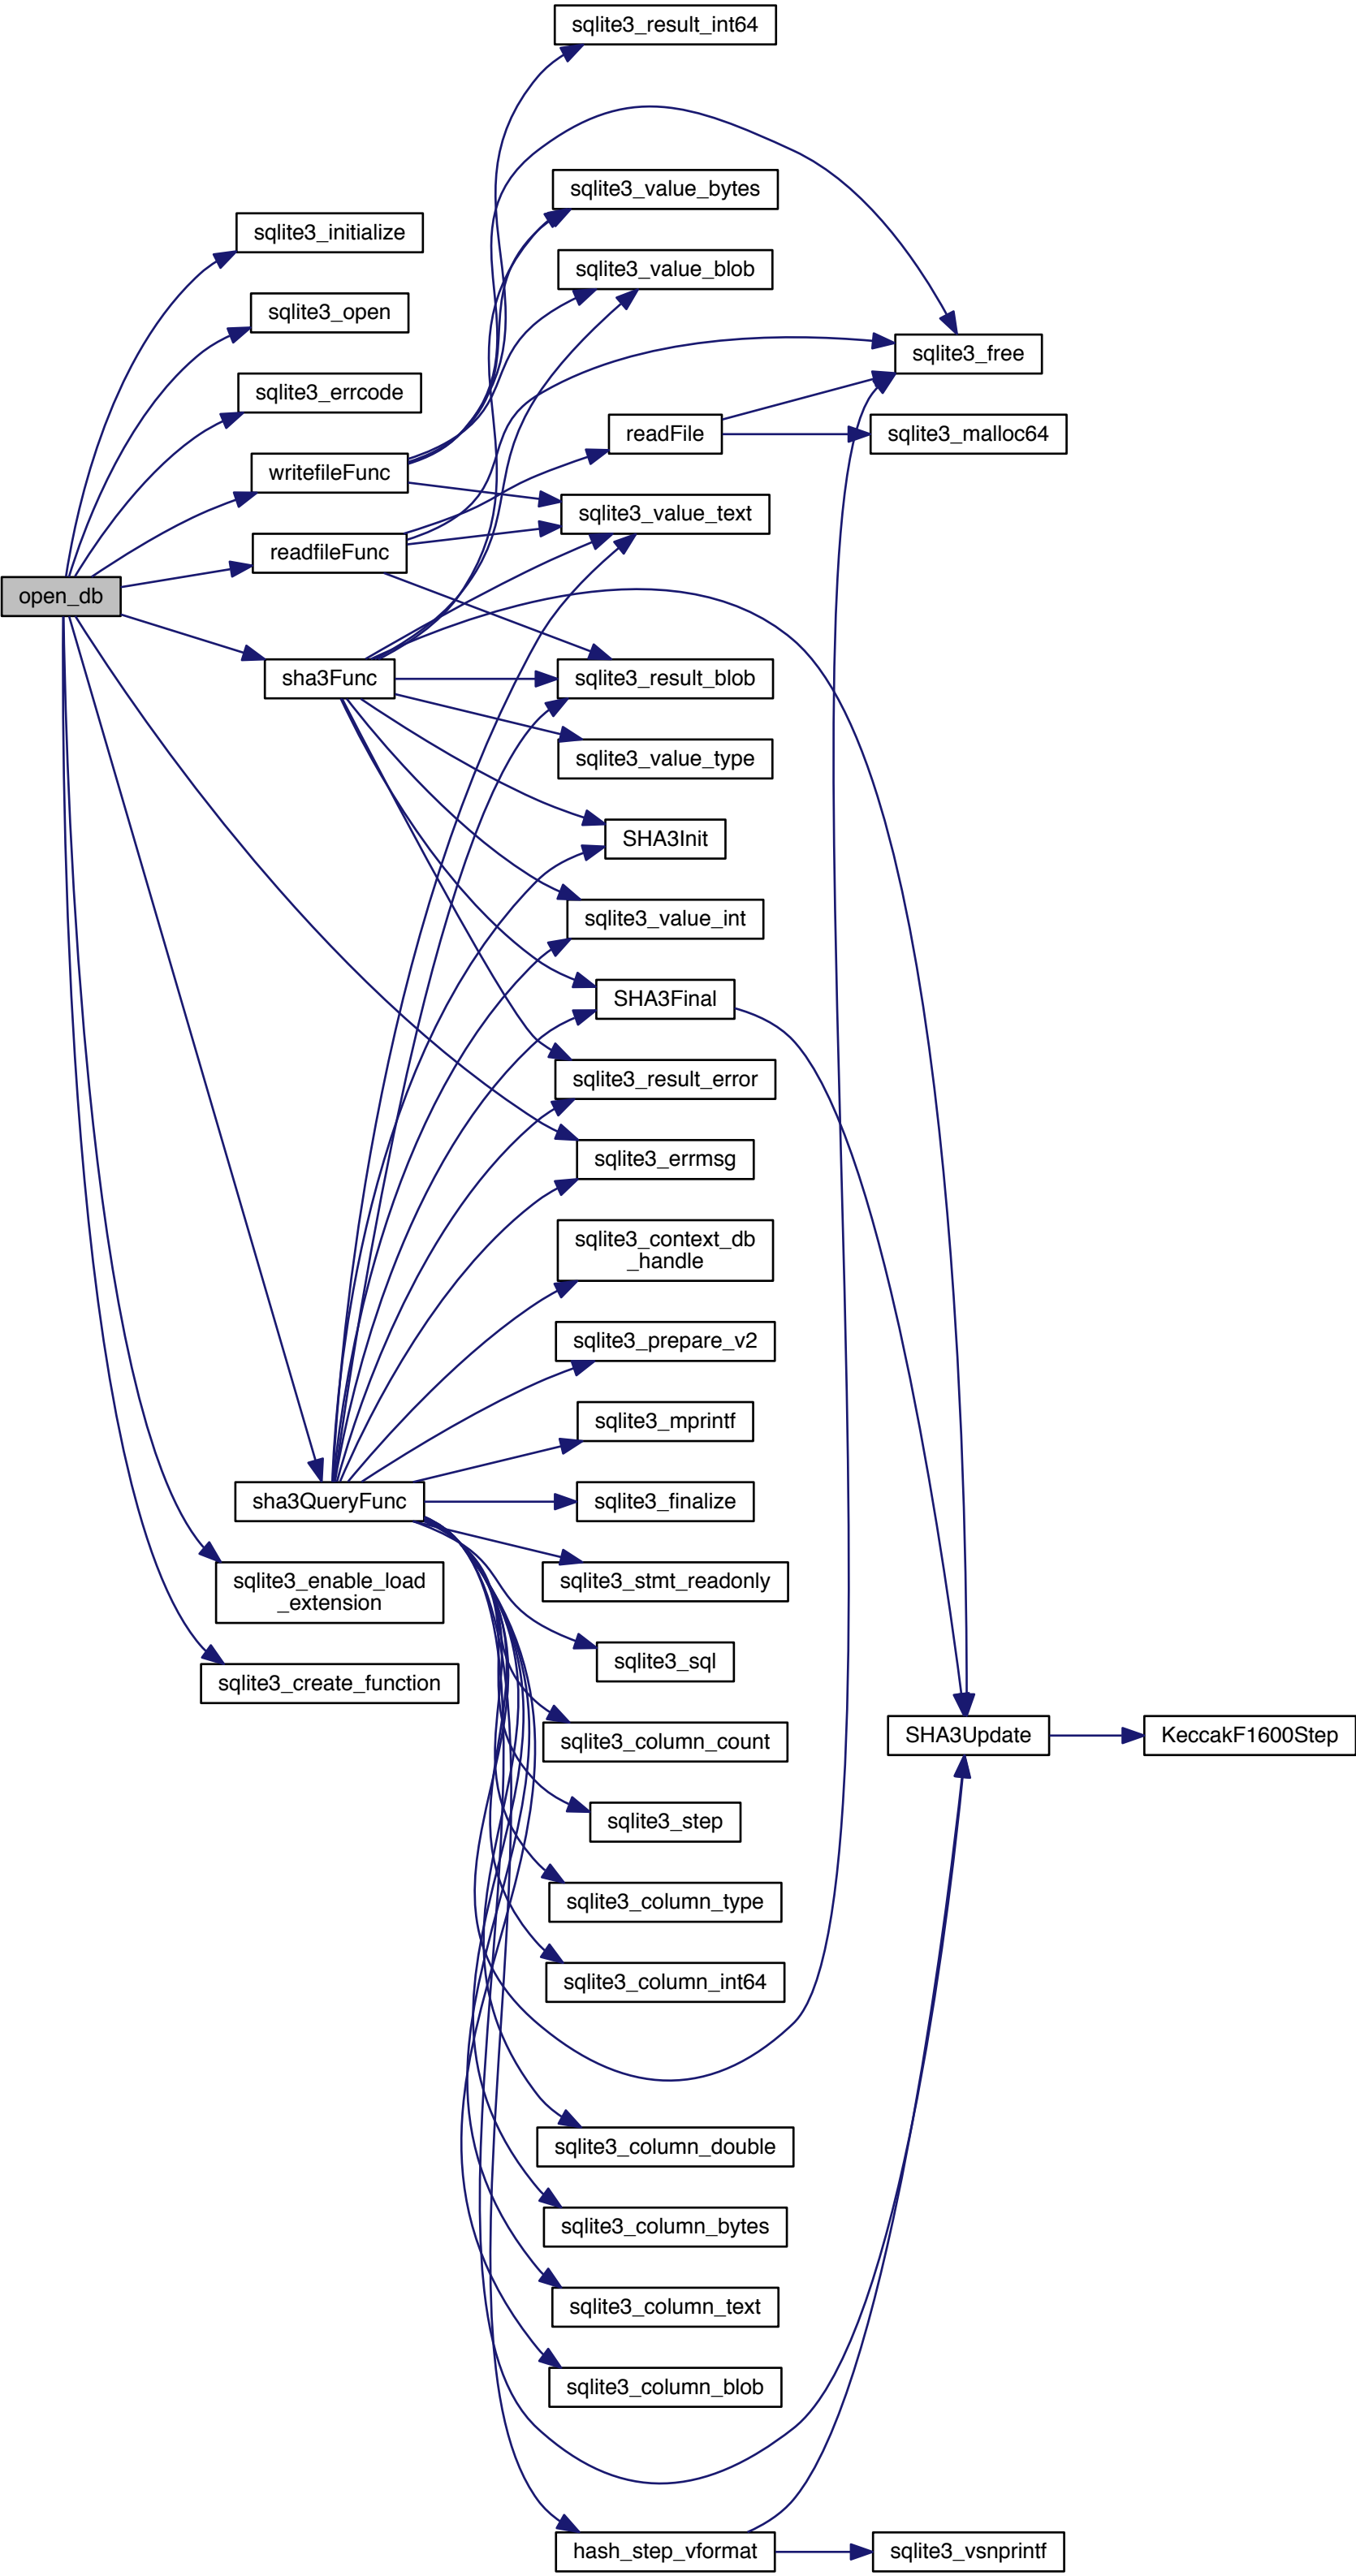 sqlite3_result_int64
sqlite3_value_bytes
sqlite3_initialize
sqlite3_value_blob
sqlite3_open
sqlite3_free
sqlite3_errcode
readFile
sqlite3_malloc64
writefileFunc
sqlite3_value_text
readfileFunc
open_db
sha3Func
sqlite3_result_blob
sqlite3_value_type
SHA3Init
sqlite3_value_int
SHA3Final
sqlite3_result_error
sqlite3_errmsg
sqlite3_context_db
_handle
sqlite3_prepare_v2
sqlite3_mprintf
sha3QueryFunc
sqlite3_finalize
sqlite3_enable_load
_extension
sqlite3_stmt_readonly
sqlite3_sql
sqlite3_create_function
SHA3Update
KeccakF1600Step
sqlite3_column_count
sqlite3_step
sqlite3_column_type
sqlite3_column_int64
sqlite3_column_double
sqlite3_column_bytes
sqlite3_column_text
sqlite3_column_blob
hash_step_vformat
sqlite3_vsnprintf